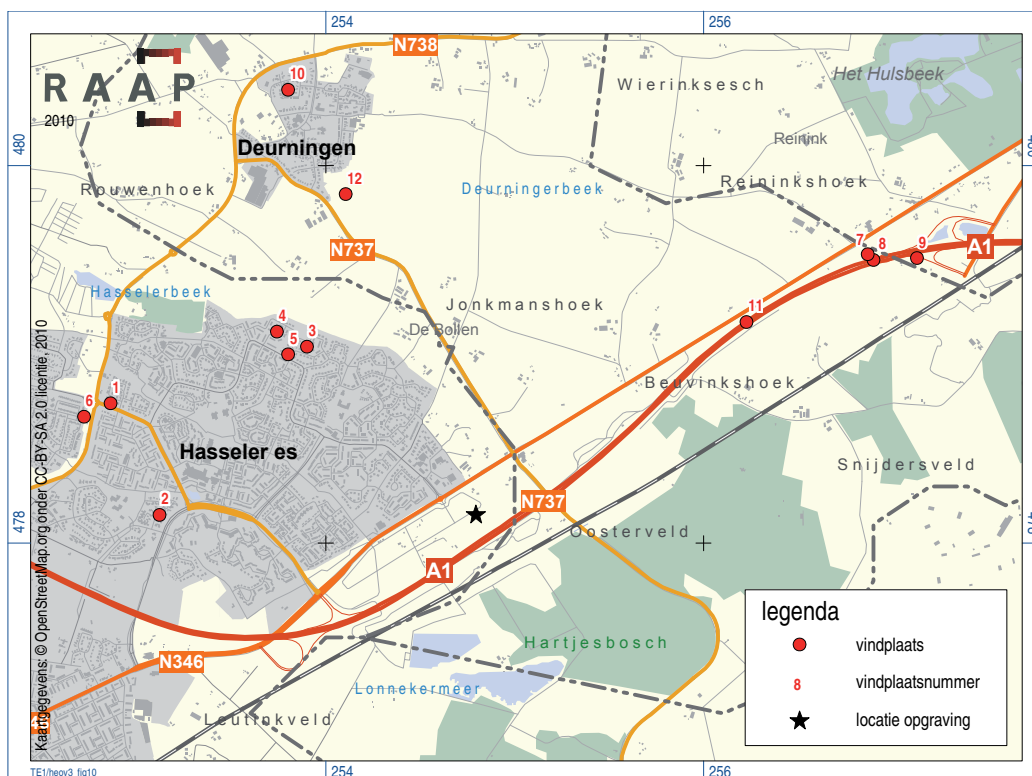 254
256
N738
RAAP
2010
10
Wierinksesch
Het Hulsbeek
Deurningen
480
Reinink
480
Rouwenhoek
12
Deurningerbeek
Reininkshoek
N737
7
8
9
A1
Hasselerbeek
4
3
5
Jonkmanshoek
De Bollen
11
Beuvinkshoek
1
6
Hasseler es
Snijdersveld
2
N737
478
Oosterveld
478
A1
Hartjesbosch
N346
Lonnekermeer
Leutinkveld
legenda
vindplaats
8 vindplaatsnummer
locatie opgraving
Kaartgegevens: © OpenStreetMap.org onder CC-BY-SA 2.0 licentie, 2010
TE1/heov3_fig10
254
256